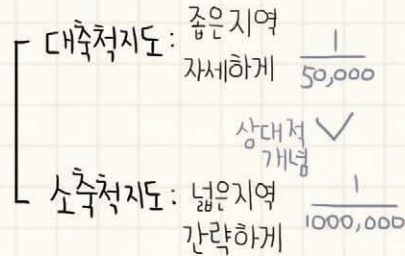 대축척지도: 좁은지역
자세하게 1/50,000
상대적
개념
소축척지도: 넓은지역
간략하게 1/1000,000